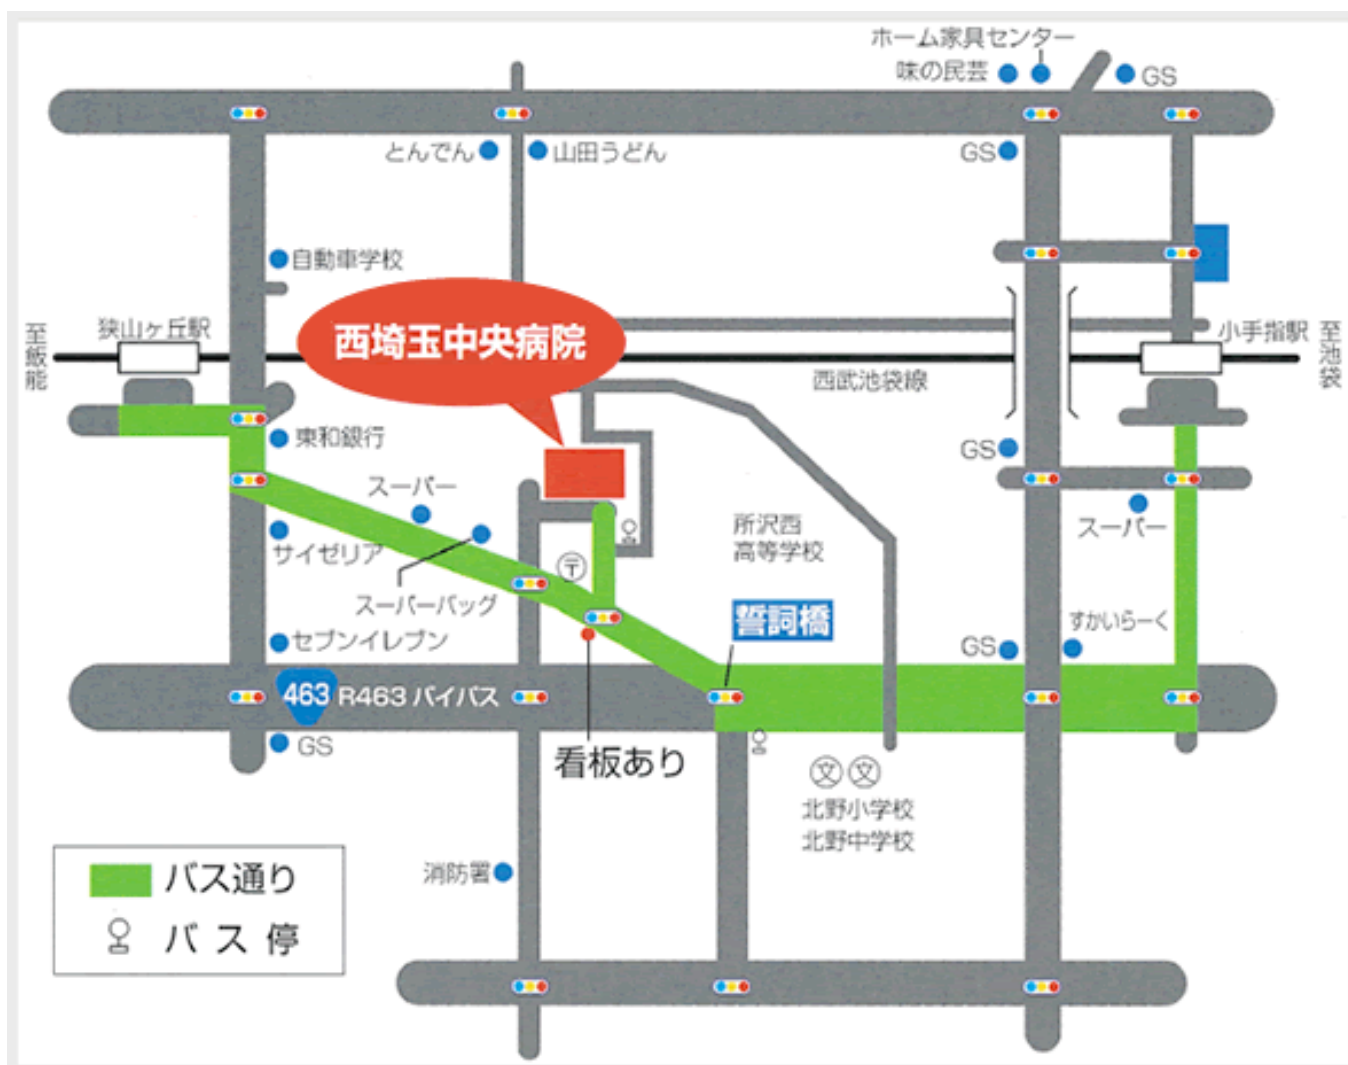 ホーム家具センター
味の民芸
GS
とんでん
山田うどん
GS
自動車学校
至飯能
狭山ヶ丘駅
西埼玉中央病院
小手指駅
至池袋
西武池袋線
東和銀行
GS
スーパー
スーパー
サイゼリア
所沢西
高等学校
〒
スーパーバッグ
誓詞橋
すかいらーく
セブンイレブン
GS
463
R463 バイパス
GS
看板あり
文 文
北野小学校
北野中学校
消防署
バス通り
バス停